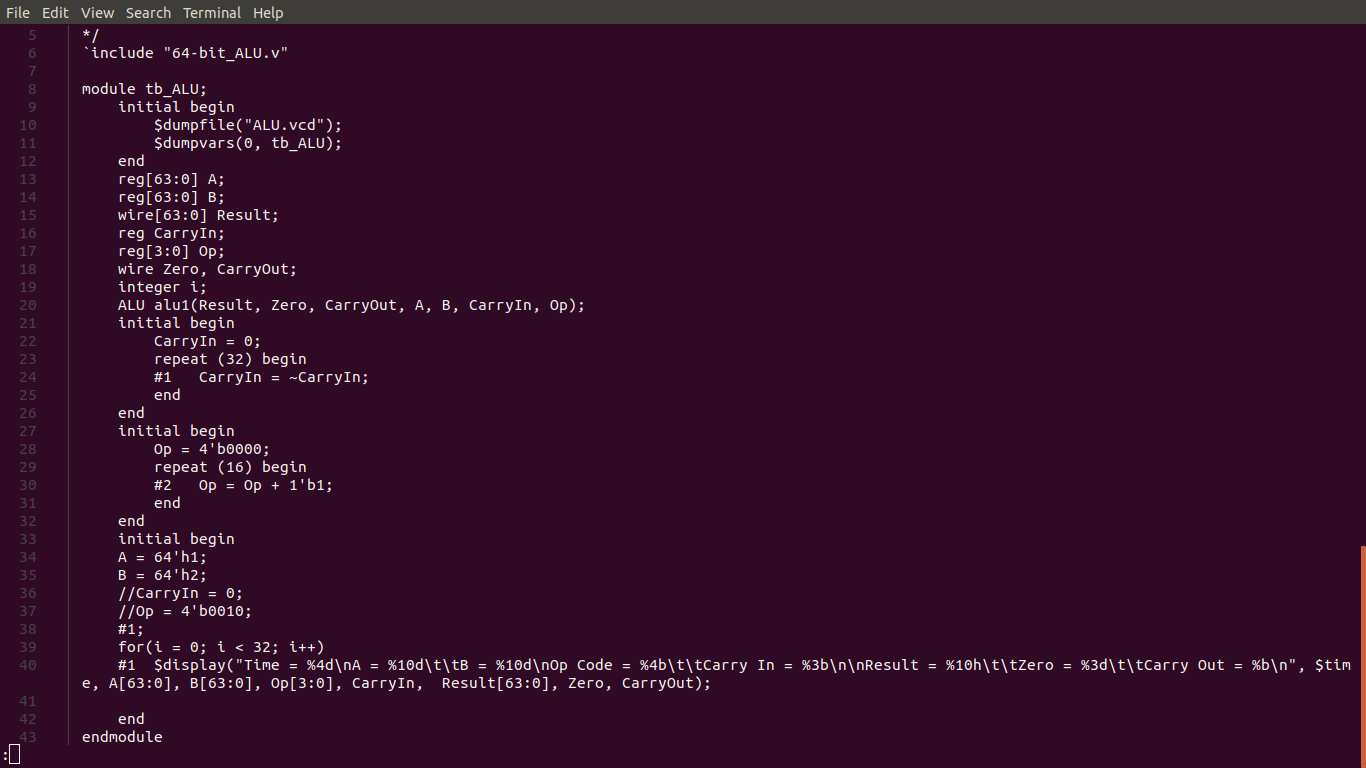 File Edit View Search Terminal Help
5 */
6 `include "64-bit_ALU.v"
7
8 module tb_ALU;
9 initial begin
10 $dumpfile("ALU.vcd");
11 $dumpvars(0, tb_ALU);
12 end
13 reg[63:0] A;
14 reg[63:0] B;
15 wire[63:0] Result;
16 reg CarryIn;
17 reg[3:0] Op;
18 wire Zero, CarryOut;
19 integer i;
20 ALU alu1(Result, Zero, CarryOut, A, B, CarryIn, Op);
21 initial begin
22 CarryIn = 0;
23 repeat (32) begin
24 #1 CarryIn = ~CarryIn;
25 end
26 end
27 initial begin
28 Op = 4'b0000;
29 repeat (16) begin
30 #2 Op = Op + 1'b1;
31 end
32 end
33 initial begin
34 A = 64'h1;
35 B = 64'h2;
36 //CarryIn = 0;
37 //Op = 4'b0010;
38 #1;
39 for(i = 0; i < 32; i++)
40 #1 $display("Time = %4d\nA = %10d\t\tB = %10d\nOp Code = %4b\t\tCarry In = %3b\n\nResult = %10h\t\tZero = %3d\t\tCarry Out = %b\n", $tim
e, A[63:0], B[63:0], Op[3:0], CarryIn,  Result[63:0], Zero, CarryOut);
41
42 end
43 endmodule
: